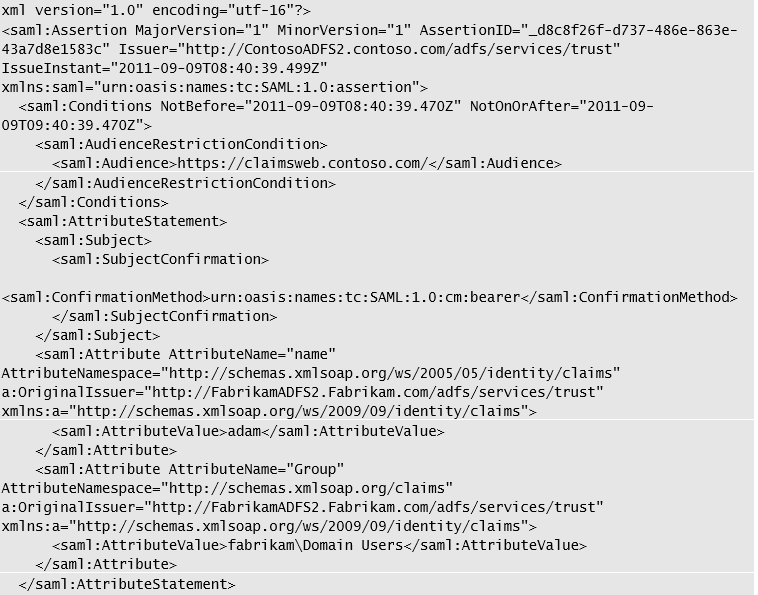 xml version="1.0" encoding="utf-16"?>
<saml:Assertion MajorVersion="1" MinorVersion="1" AssertionID="_d8c8f26f-d737-486e-863e-
43a7d8e1583c" Issuer="http://ContosoADFS2.contoso.com/adfs/services/trust"
IssueInstant="2011-09-09T08:40:39.499Z"
xmlns:saml="urn:oasis:names:tc:SAML:1.0:assertion">
  <saml:Conditions NotBefore="2011-09-09T08:40:39.470Z" NotOnOrAfter="2011-09-
09T09:40:39.470Z">
    <saml:AudienceRestrictionCondition>
      <saml:Audience>https://claimsweb.contoso.com/</saml:Audience>
    </saml:AudienceRestrictionCondition>
  </saml:Conditions>
  <saml:AttributeStatement>
    <saml:Subject>
      <saml:SubjectConfirmation>
<saml:ConfirmationMethod>urn:oasis:names:tc:SAML:1.0:cm:bearer</saml:ConfirmationMethod>
      </saml:SubjectConfirmation>
    </saml:Subject>
    <saml:Attribute AttributeName="name"
AttributeNamespace="http://schemas.xmlsoap.org/ws/2005/05/identity/claims"
a:OriginalIssuer="http://FabrikamADFS2.Fabrikam.com/adfs/services/trust"
xmlns:a="http://schemas.xmlsoap.org/ws/2009/09/identity/claims">
      <saml:AttributeValue>adam</saml:AttributeValue>
    </saml:Attribute>
    <saml:Attribute AttributeName="Group"
AttributeNamespace="http://schemas.xmlsoap.org/claims"
a:OriginalIssuer="http://FabrikamADFS2.Fabrikam.com/adfs/services/trust"
xmlns:a="http://schemas.xmlsoap.org/ws/2009/09/identity/claims">
      <saml:AttributeValue>fabrikam\Domain Users</saml:AttributeValue>
    </saml:Attribute>
  </saml:AttributeStatement>